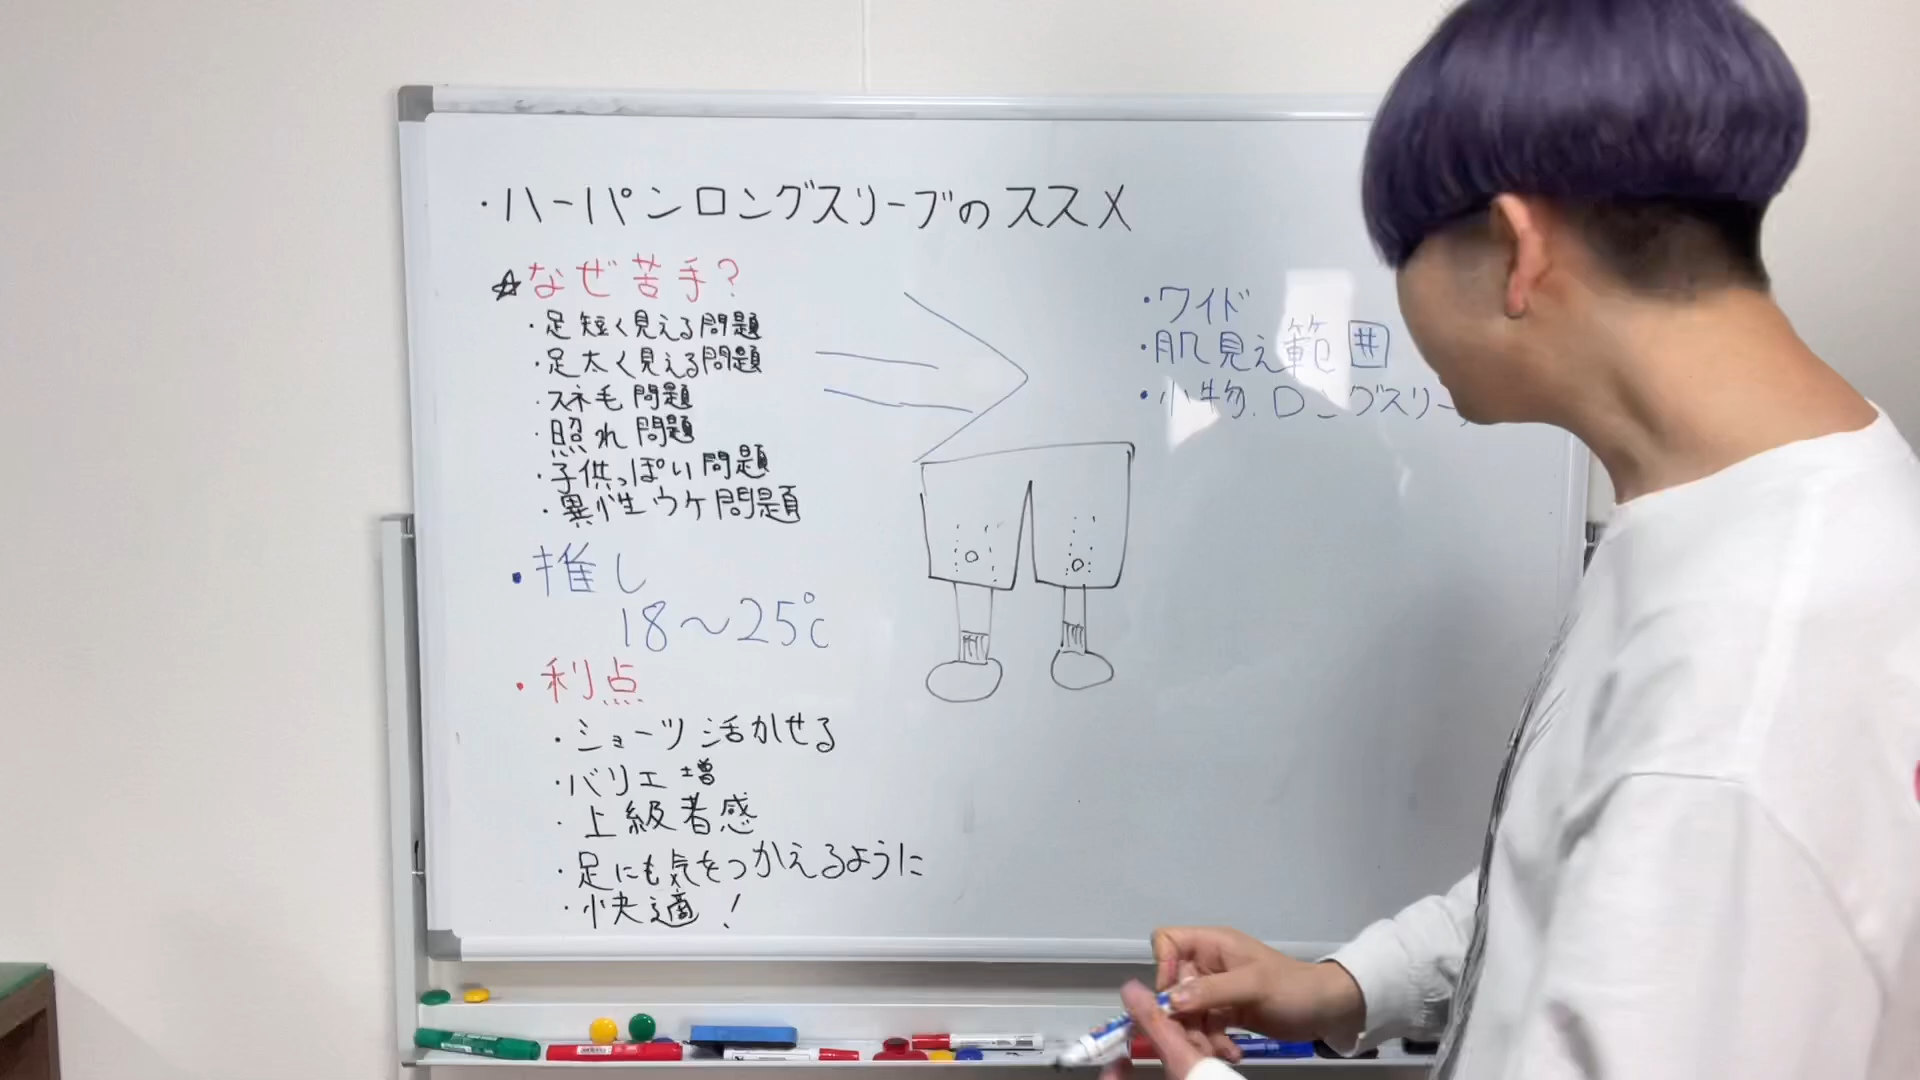 ・ハーパンロングスリーブのススメ
☆なぜ苦手?
・足短く見える問題
・足太く見える問題
・スネ毛問題
・照れ問題
・子供っぽい問題
・異性ウケ問題
・推し
18〜25℃
・利点
・ショーツ活かせる
・バリエ増
・上級者感
・足にも気をつかえるように
・快適!
・ワイド
・肌見え範囲
・小物.ロングスリー